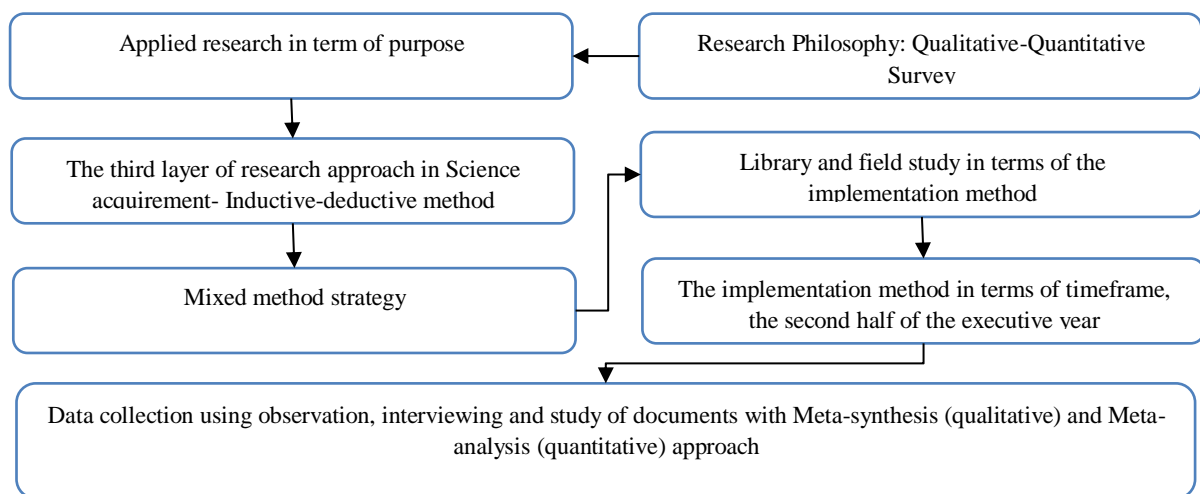 Applied research in term of purpose
Research Philosophy: Qualitative-Quantitative
Survey
The third layer of research approach in Science
acquirement- Inductive-deductive method
Library and field study in terms of the
implementation method
Mixed method strategy
The implementation method in terms of timeframe,
the second half of the executive year
Data collection using observation, interviewing and study of documents with Meta-synthesis (qualitative) and Meta-
analysis (quantitative) approach